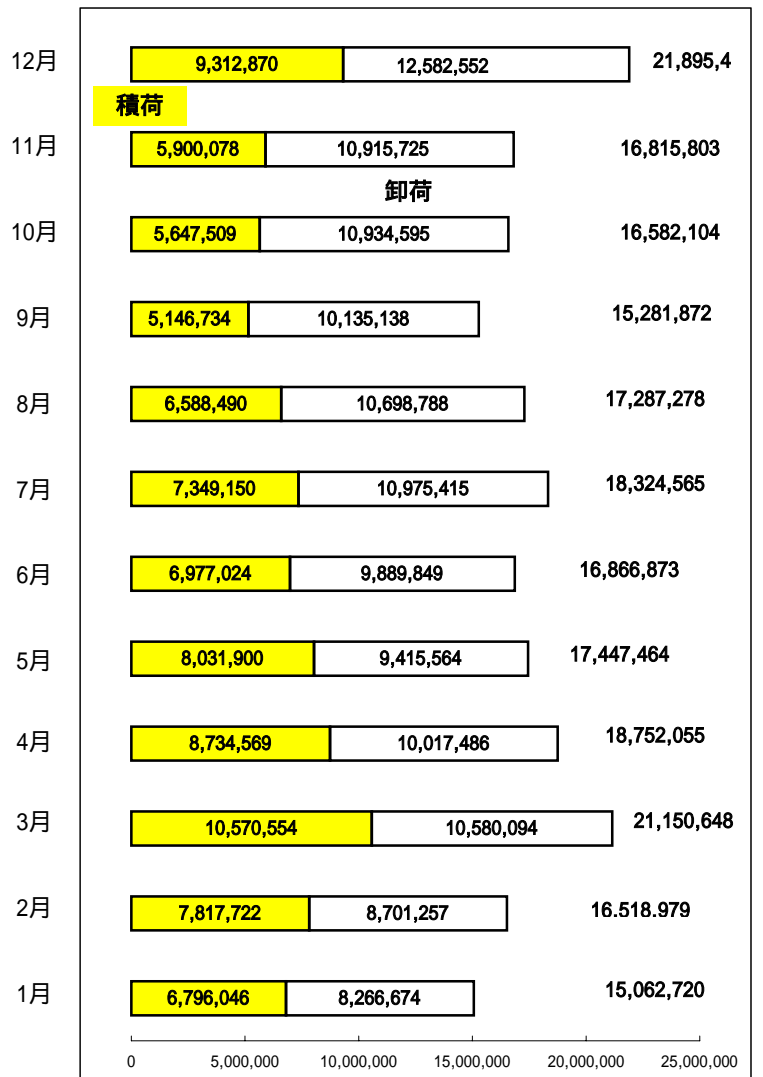 12月 9,312,870 12,582,552 21,895,4
積荷
11月 5,900,078 10,915,725 16,815,803
卸荷
10月 5,647,509 10,934,595 16,582,104
9月 5,146,734 10,135,138 15,281,872
8月 6,588,490 10,698,788 17,287,278
7月 7,349,150 10,975,415 18,324,565
6月 6,977,024 9,889,849 16,866,873
5月 8,031,900 9,415,564 17,447,464
4月 8,734,569 10,017,486 18,752,055
3月 10,570,554 10,580,094 21,150,648
2月 7,817,722 8,701,257 16.518.979
1月 6,796,046 8,266,674 15,062,720
0 5,000,000 10,000,000 15,000,000 20,000,000 25,000,000